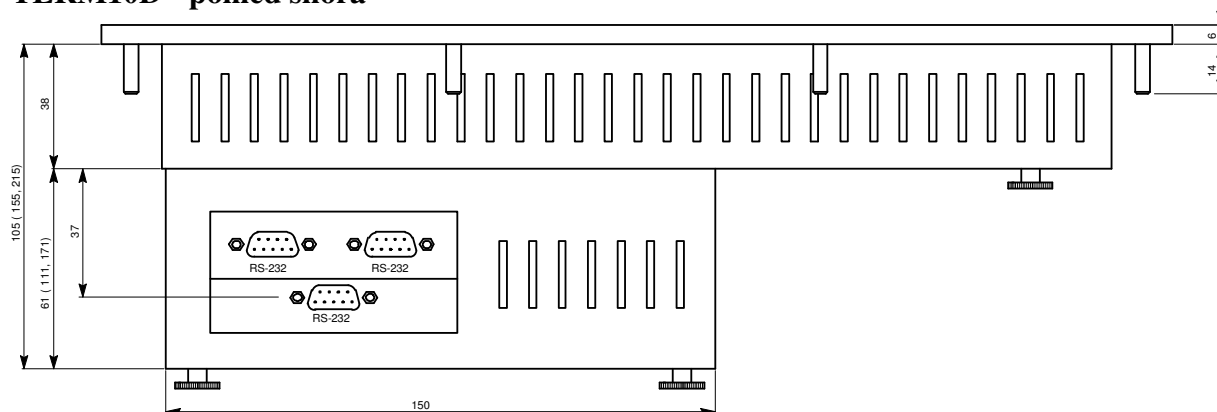 TERM10D - pohled shora
6
14
38
105 ( 155, 215)
37
61 ( 111, 171)
RS-232 RS-232
RS-232
150